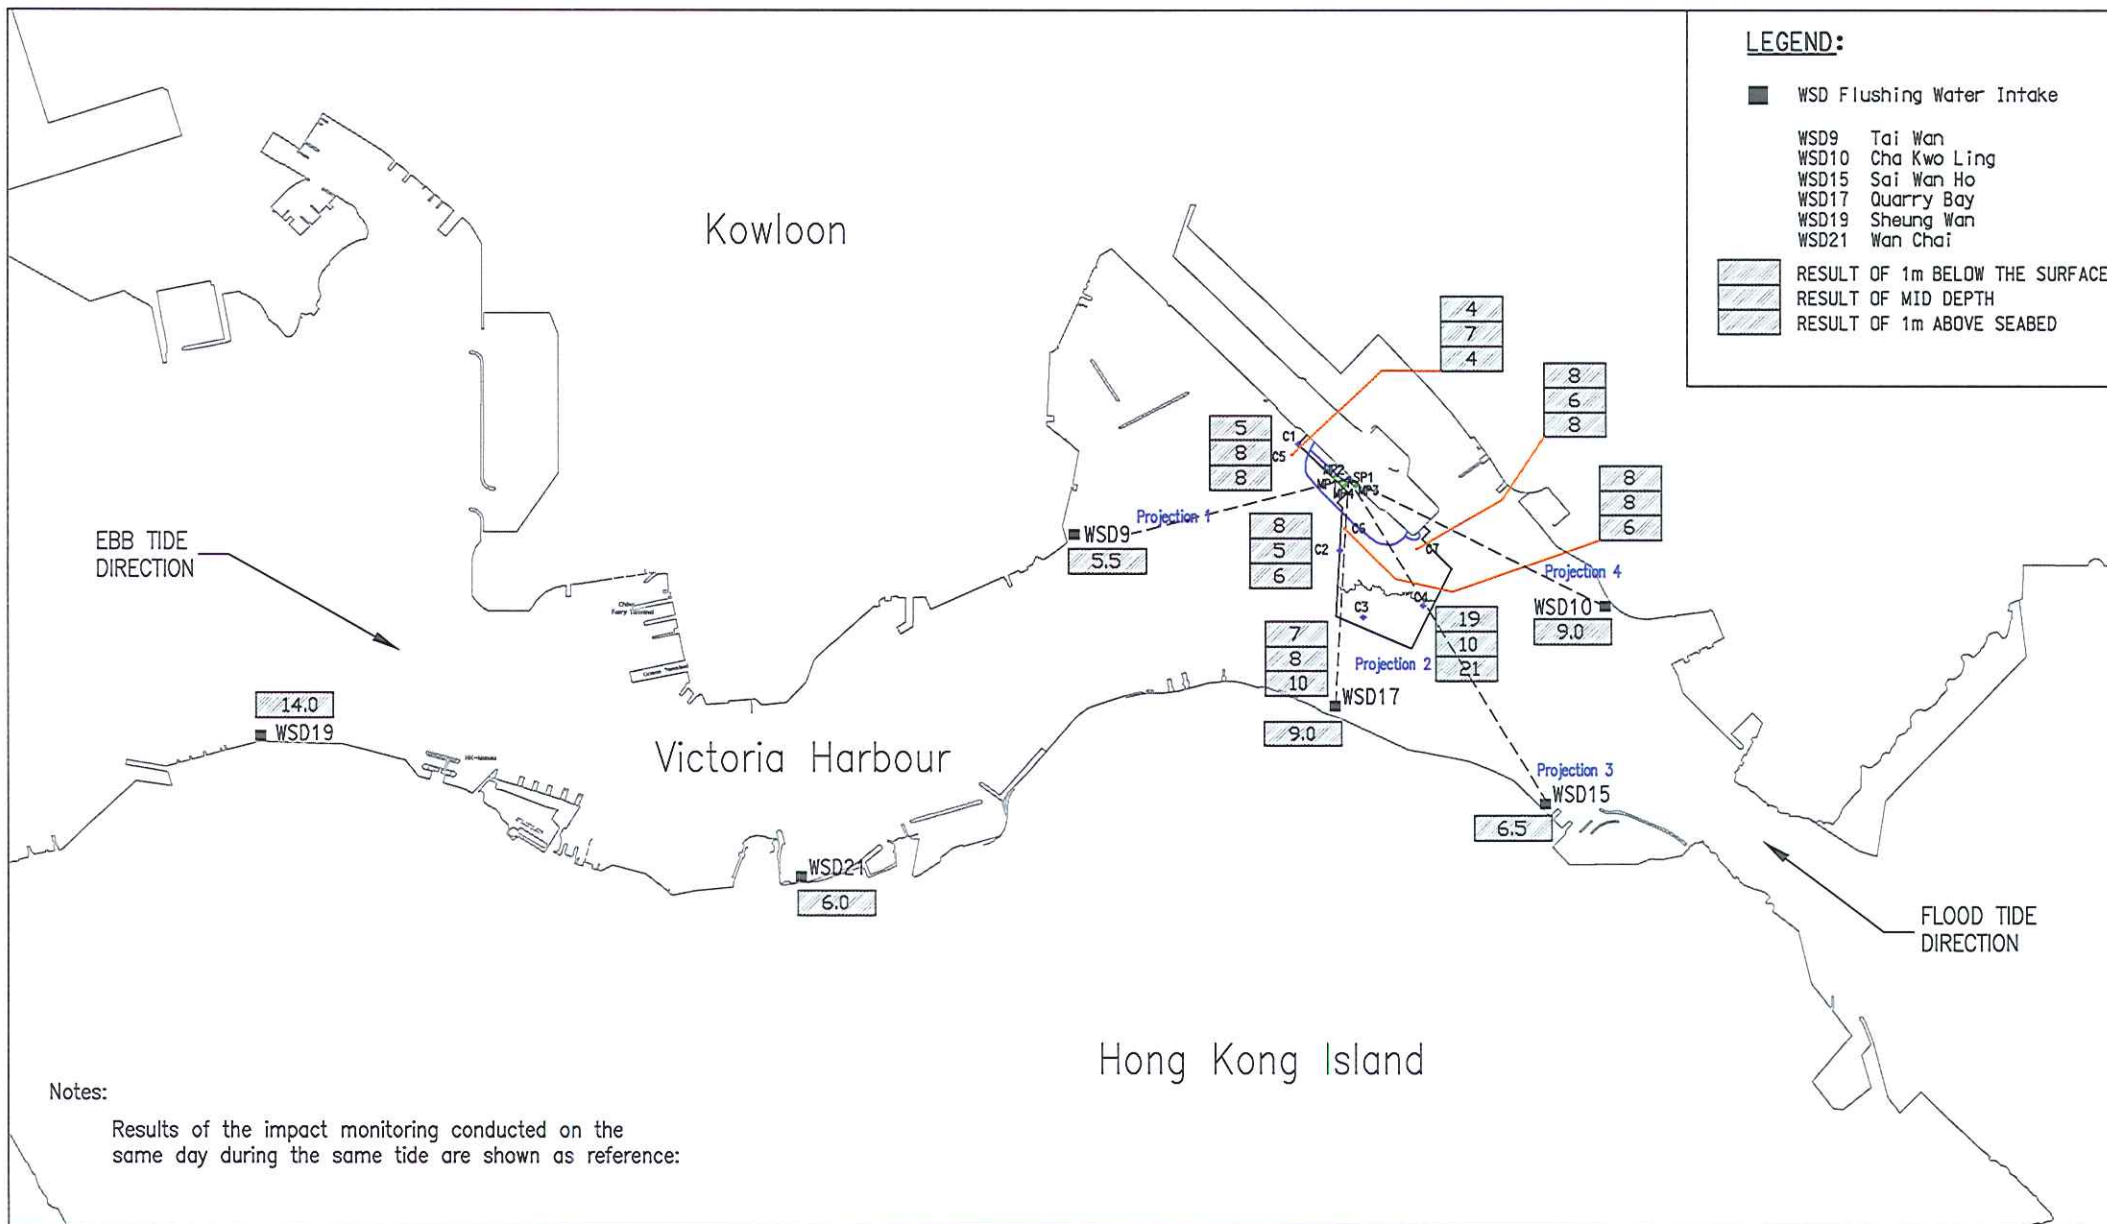 LEGEND:
WSD Flushing Water Intake
WSD9 Tai Wan
WSD10 Cha Kwo Ling
WSD15 Sai Wan Ho
WSD17 Quarry Bay
WSD19 Sheung Wan
WSD21 Wan Chai
RESULT OF 1m BELOW THE SURFACE
RESULT OF MID DEPTH
RESULT OF 1m ABOVE SEABED
Kowloon
4
7
4
8
6
8
5
8
8
C1
C5
MP2
SP1
MP3
MP4
8
8
6
Projection 1
WSD9
5.5
8
5
6
C2
C6
C7
EBB TIDE
DIRECTION
Projection 4
WSD10
9.0
C3
C4
19
10
21
7
8
10
Projection 2
WSD17
9.0
14.0
WSD19
Victoria Harbour
Projection 3
WSD15
6.5
WSD21
6.0
FLOOD TIDE
DIRECTION
Hong Kong Island
Notes:
Results of the impact monitoring conducted on the
same day during the same tide are shown as reference: